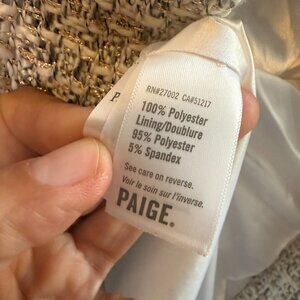 RN#27002 CA#51217
100% Polyester
Lining/Doublure
95% Polyester
5% Spandex
See care on reverse.
Voir le soin sur l'inverse.
PAIGE.
P